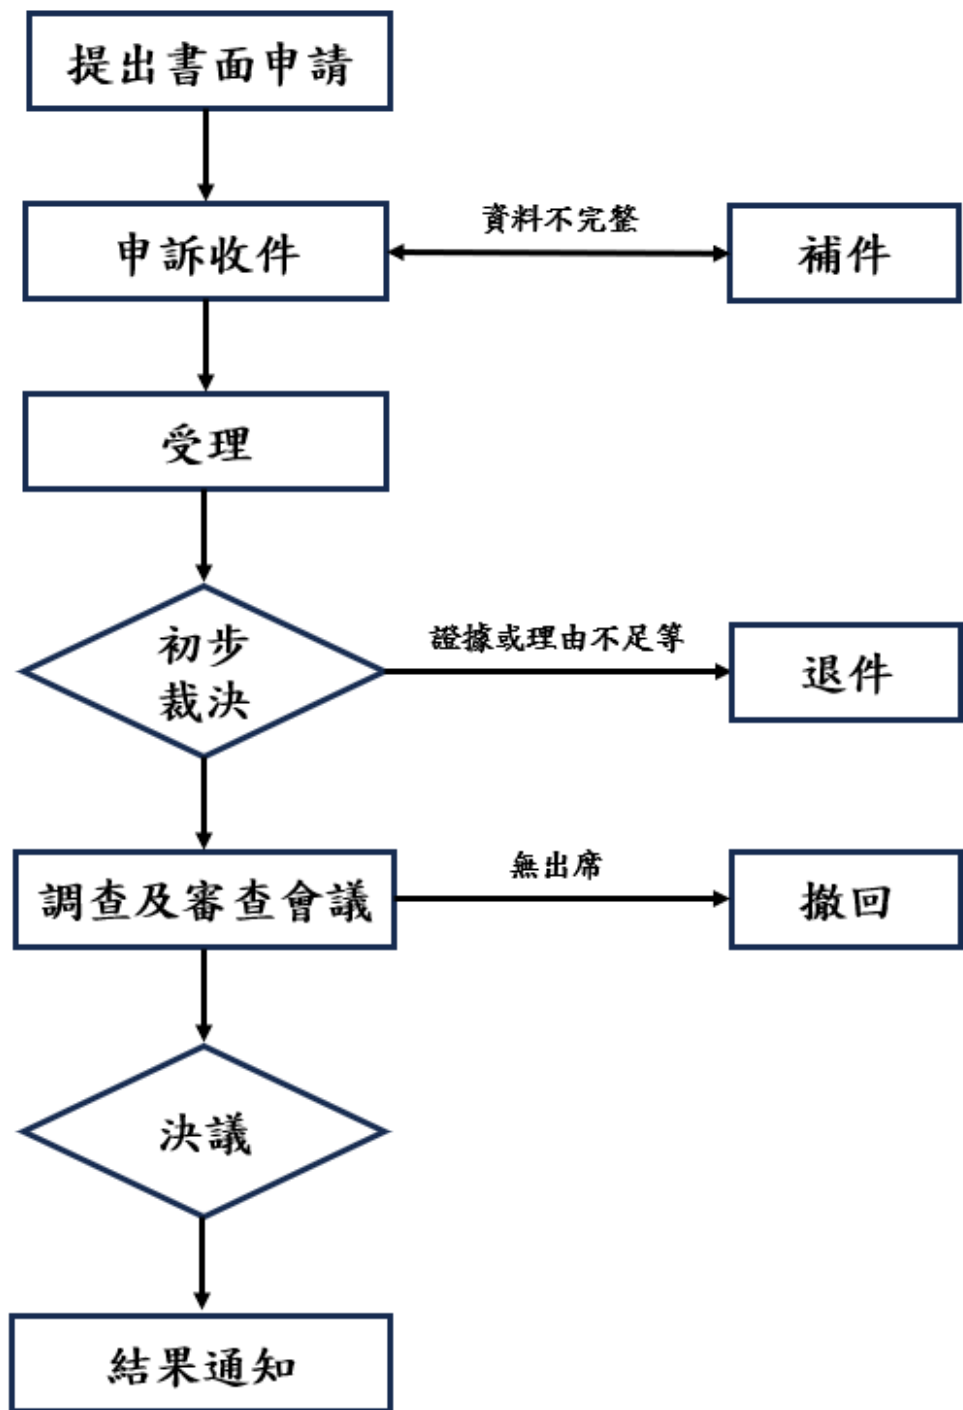 提出書面申請
申訴收件
資料不完整
補件
受理
初步
裁決
證據或理由不足等
退件
調查及審查會議
無出席
撤回
決議
結果通知